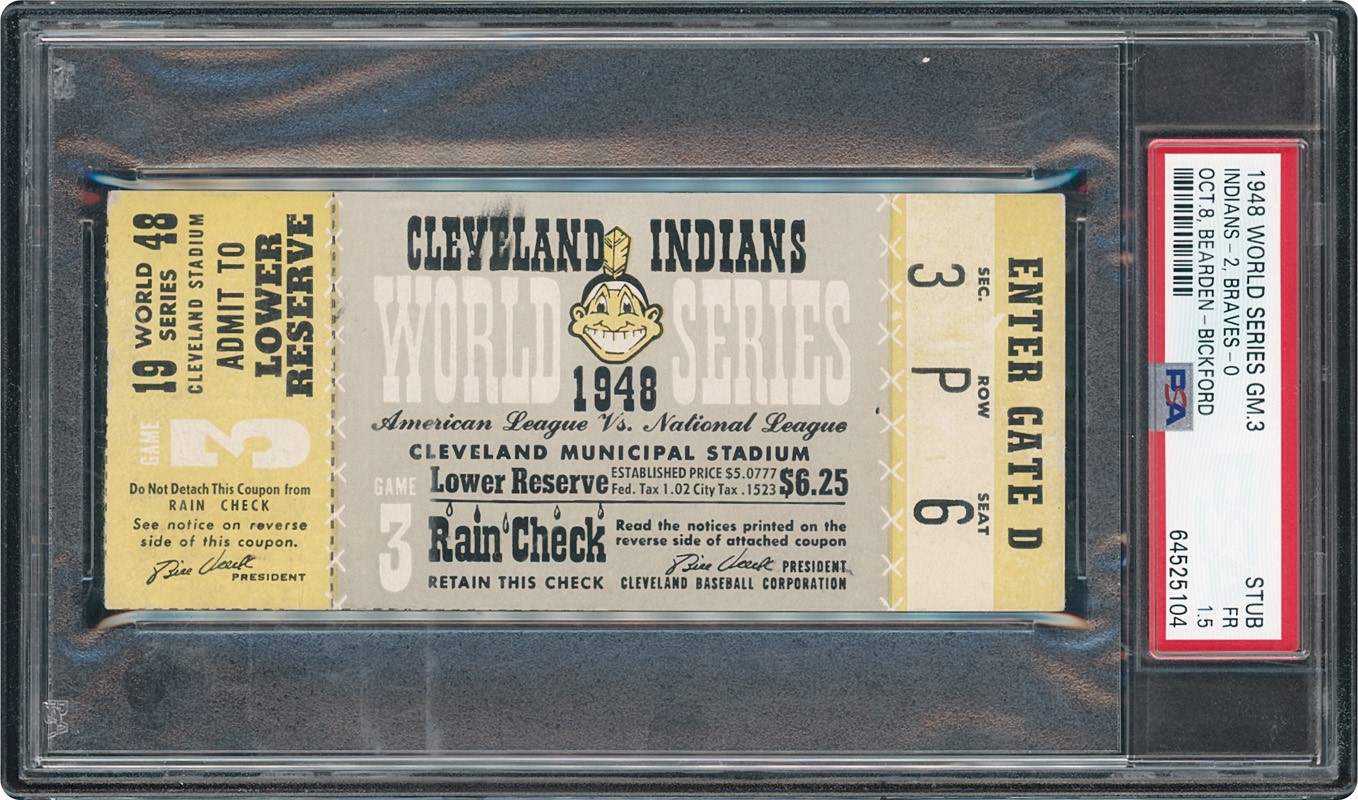 19 WORLD SERIES 48
CLEVELAND STADIUM
ADMIT TO
LOWER
RESERVE
GAME 3
Do Not Detach This Coupon from
RAIN CHECK
See notice on reverse
side of this coupon.
Bill Veeck
PRESIDENT
CLEVELAND INDIANS
WORLD SERIES
1948
American League Vs. National League
CLEVELAND MUNICIPAL STADIUM
GAME 3
Lower Reserve
ESTABLISHED PRICE $5.0777
Fed. Tax 1.02 City Tax .1523
$6.25
Rain Check
RETAIN THIS CHECK
Read the notices printed on the
reverse side of attached coupon
Bill Veeck PRESIDENT
CLEVELAND BASEBALL CORPORATION
SEC. ROW SEAT
3 P 6
ENTER GATE D
1948 WORLD SERIES GM.3 STUB
INDIANS - 2, BRAVES - 0 FR
OCT.8, BEARDEN - BICKFORD 1.5
PSA
64525104
PSA